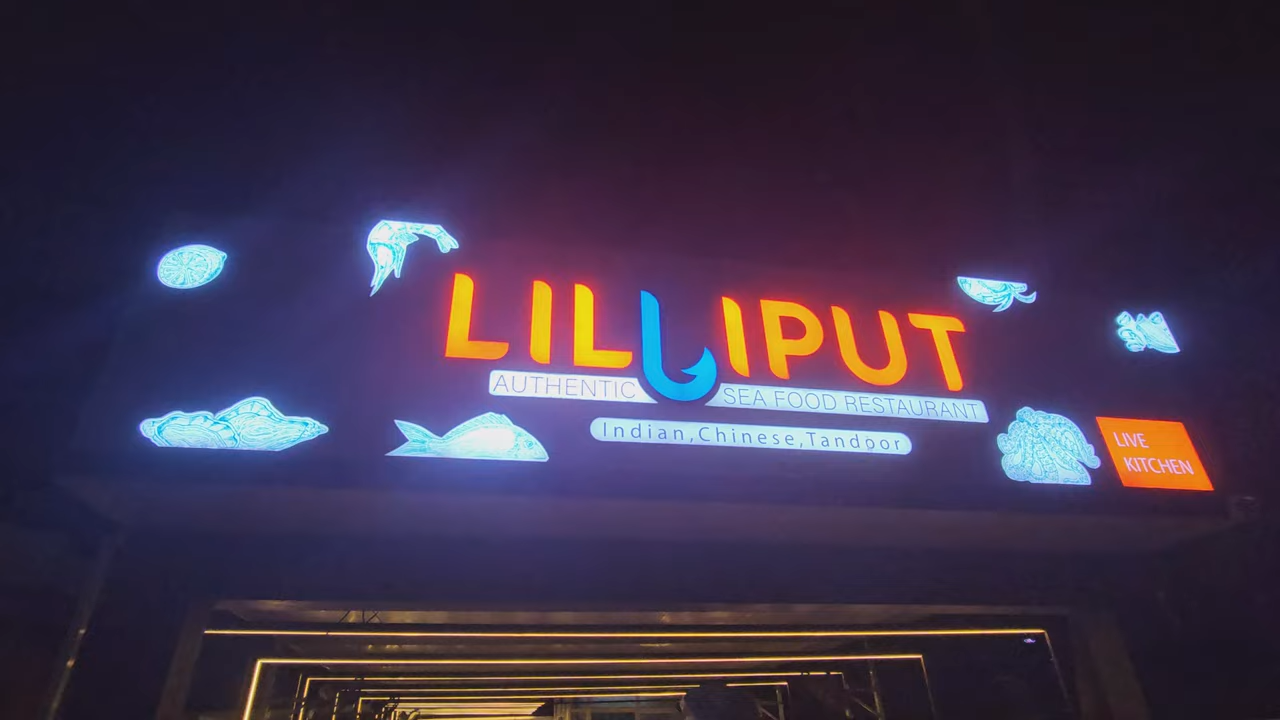 LILLIPUT
AUTHENTIC SEA FOOD RESTAURANT
Indian,Chinese,Tandoor
LIVE
KITCHEN